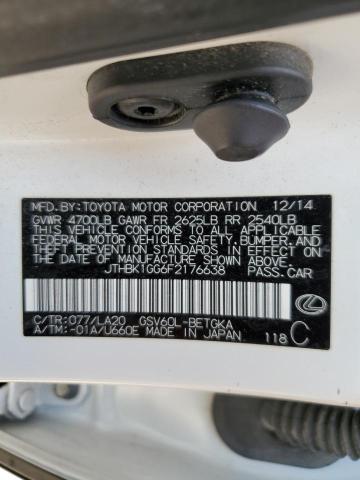 MFD.BY:TOYOTA MOTOR CORPORATION 12/14
GVWR 4700LB GAWR FR 2625LB RR 2540LB
THIS VEHICLE CONFORMS TO ALL APPLICABLE
FEDERAL MOTOR VEHICLE SAFETY, BUMPER, AND
THEFT PREVENTION STANDARDS IN EFFECT ON
THE DATE OF MANUFACTURE SHOWN ABOVE.
JTHBK1GG6F2176638 PASS.CAR
C/TR:077/LA20 GSV60L-BETGKA
A/TM:-01A/U660E MADE IN JAPAN 118 C